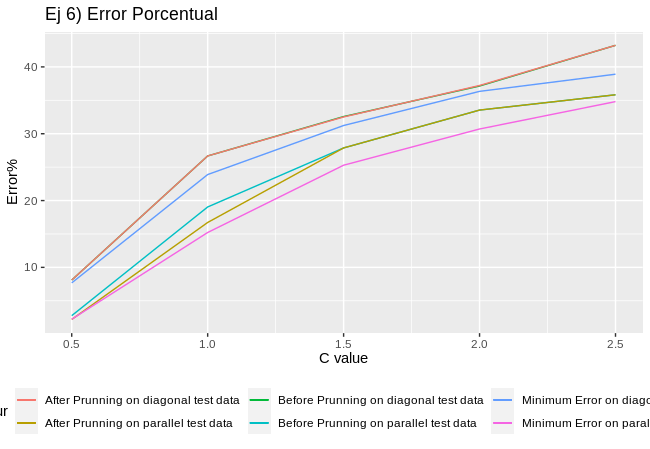 Ej 6) Error Porcentual
Error%
40
30
20
10
0.5 1.0 1.5 2.0 2.5
C value
ur
After Prunning on diagonal test data Before Prunning on diagonal test data Minimum Error on diag
After Prunning on parallel test data Before Prunning on parallel test data Minimum Error on paral